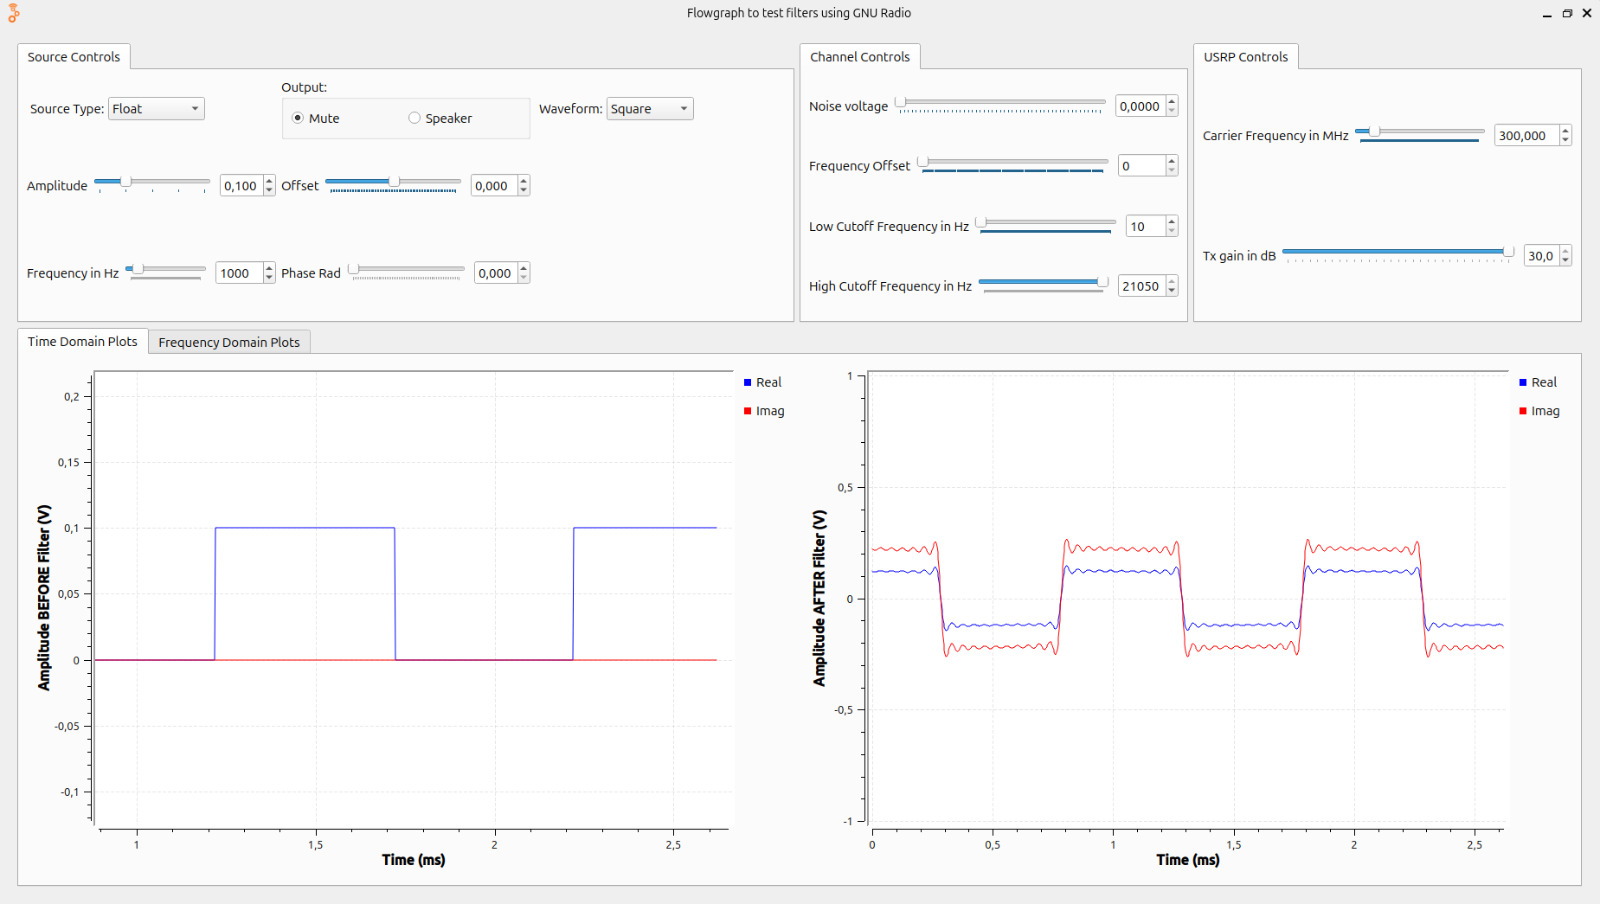 Flowgraph to test filters using GNU Radio
Source Controls
Source Type: Float
Output:
Mute
Speaker
Waveform: Square
Amplitude 0,100
Offset 0,000
Frequency in Hz 1000
Phase Rad 0,000
Channel Controls
Noise voltage 0,0000
Frequency Offset 0
Low Cutoff Frequency in Hz 10
High Cutoff Frequency in Hz 21050
USRP Controls
Carrier Frequency in MHz 300,000
Tx gain in dB 30,0
Time Domain Plots
Frequency Domain Plots
Amplitude BEFORE Filter (V)
0,2
0,15
0,1
0,05
0
-0,05
-0,1
1 1,5 2 2,5
Time (ms)
Real
Imag
Amplitude AFTER Filter (V)
1
0,5
0
-0,5
-1
0 0,5 1 1,5 2 2,5
Time (ms)
Real
Imag